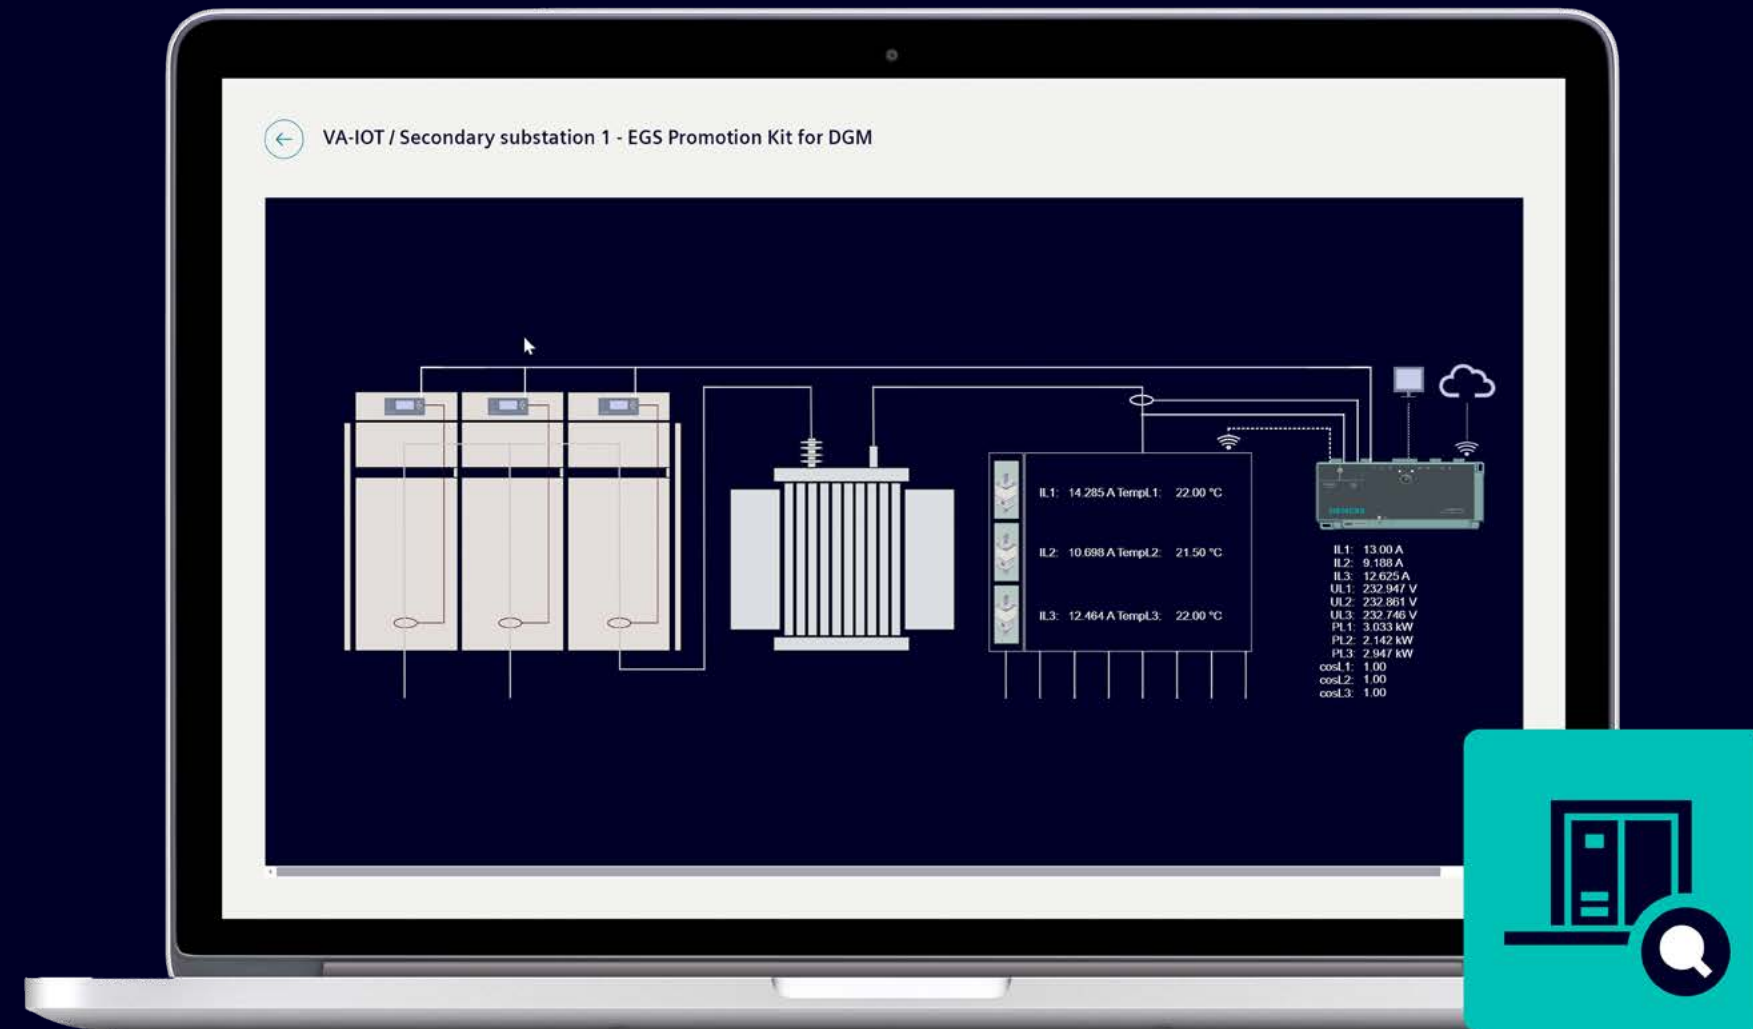 VA-IOT / Secondary substation 1 - EGS Promotion Kit for DGM
IL1: 14.285 A TempL1: 22.00 °C
IL2: 10.698 A TempL2: 21.50 °C
IL3: 12.464 A TempL3: 22.00 °C
SIEMENS
IL1: 13.00 A
IL2: 9.188 A
IL3: 12.625 A
UL1: 232.947 V
UL2: 232.861 V
UL3: 232.746 V
PL1: 3.033 kW
PL2: 2.142 kW
PL3: 2.947 kW
cosL1: 1.00
cosL2: 1.00
cosL3: 1.00